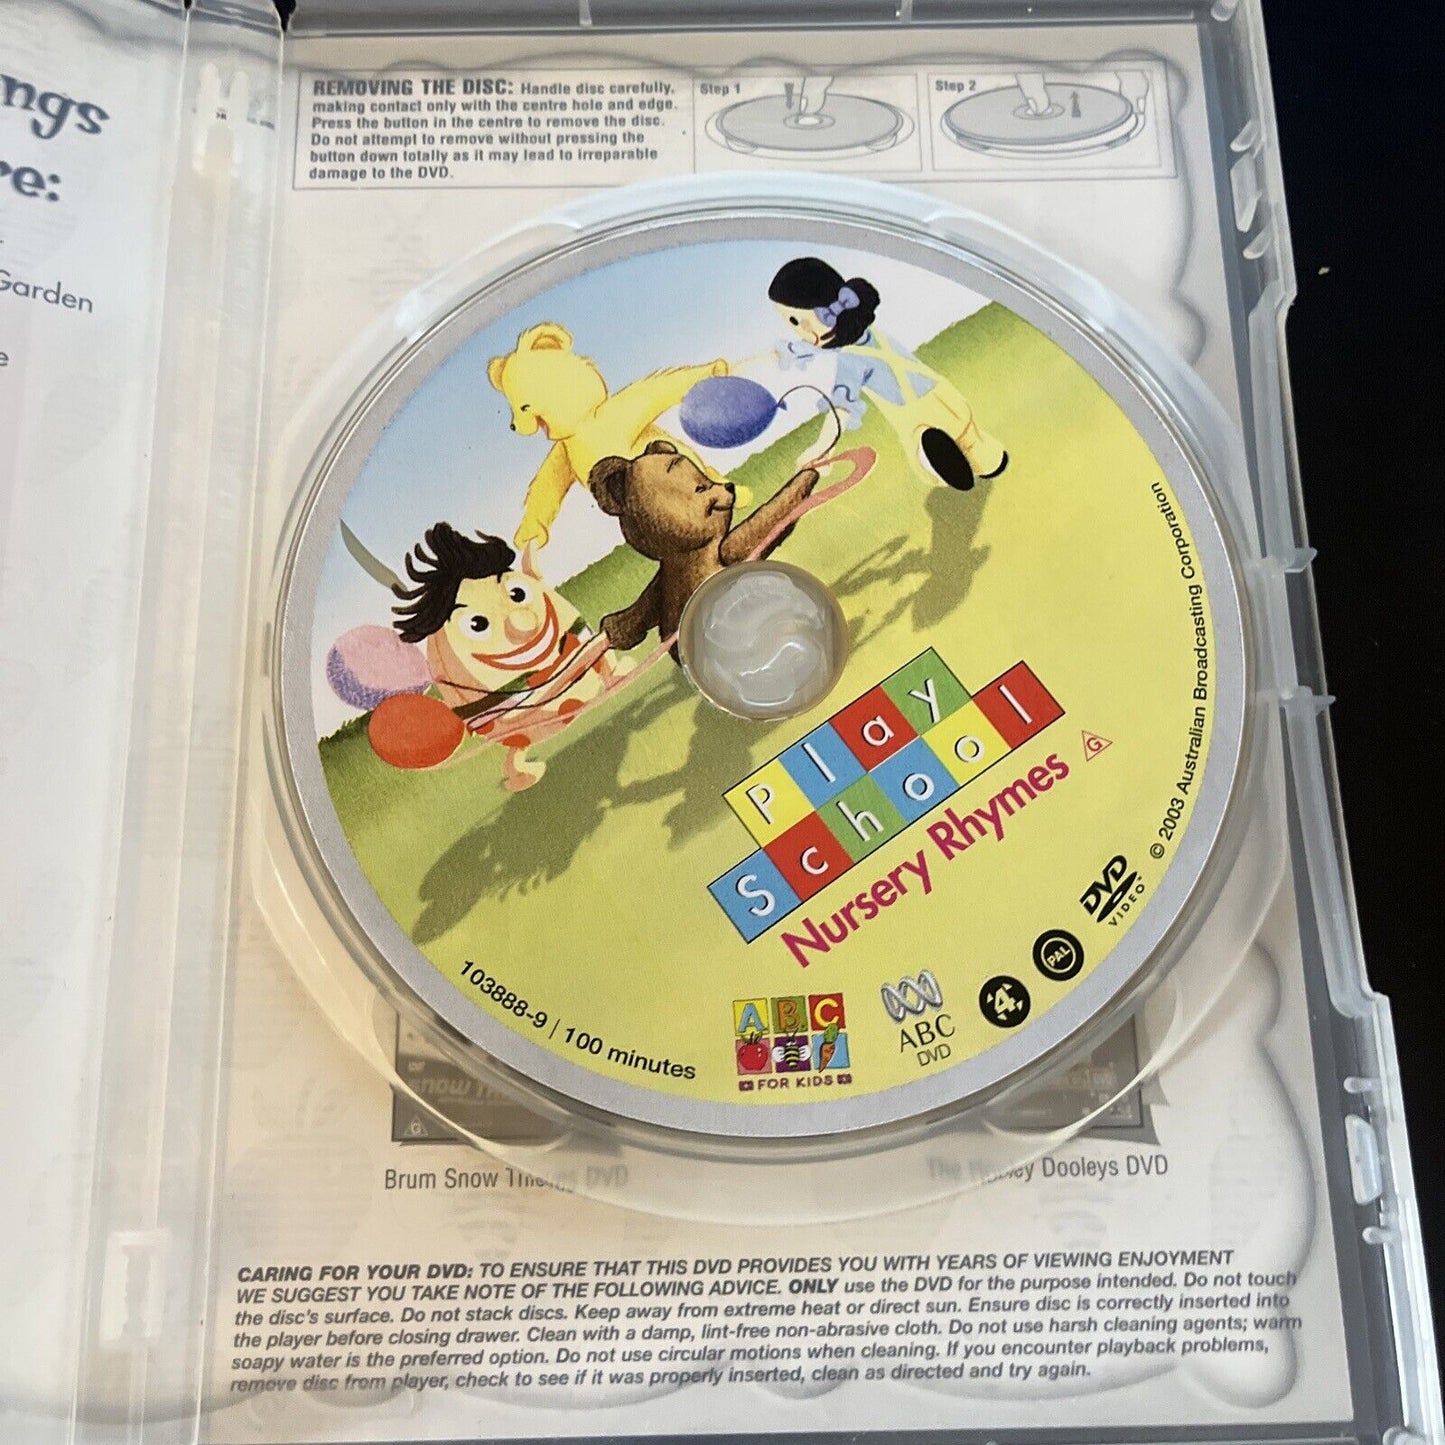 REMOVING THE DISC: Handle disc carefully,
making contact only with the centre hole and edge.
Press the button in the centre to remove the disc.
Do not attempt to remove without pressing the
button down totally as it may lead to irreparable
damage to the DVD.
Step 1
Step 2
Garden
Play
School
Nursery Rhymes
G
© 2003 Australian Broadcasting Corporation
DVD
VIDEO
PAL
4
ABC
DVD
ABC
FOR KIDS
103888-9 | 100 minutes
Brum Snow Thieves DVD
The Hooley Dooleys DVD
CARING FOR YOUR DVD: TO ENSURE THAT THIS DVD PROVIDES YOU WITH YEARS OF VIEWING ENJOYMENT
WE SUGGEST YOU TAKE NOTE OF THE FOLLOWING ADVICE. ONLY use the DVD for the purpose intended. Do not touch
the disc's surface. Do not stack discs. Keep away from extreme heat or direct sun. Ensure disc is correctly inserted into
the player before closing drawer. Clean with a damp, lint-free non-abrasive cloth. Do not use harsh cleaning agents; warm
soapy water is the preferred option. Do not use circular motions when cleaning. If you encounter playback problems,
remove disc from player, check to see if it was properly inserted, clean as directed and try again.